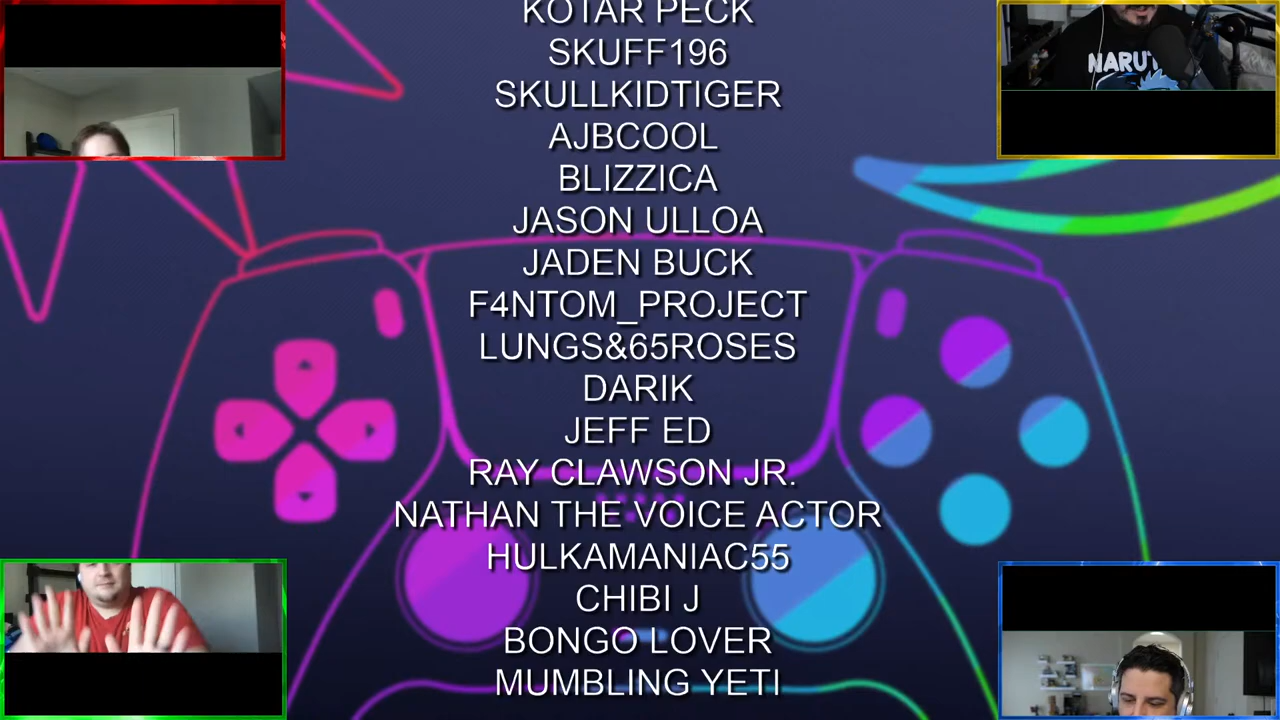 KOTAR PECK
SKUFF196
SKULLKIDTIGER
AJBCOOL
BLIZZICA
JASON ULLOA
JADEN BUCK
F4NTOM_PROJECT
LUNGS&65ROSES
DARIK
JEFF ED
RAY CLAWSON JR.
NATHAN THE VOICE ACTOR
HULKAMANIAC55
CHIBI J
BONGO LOVER
MUMBLING YETI